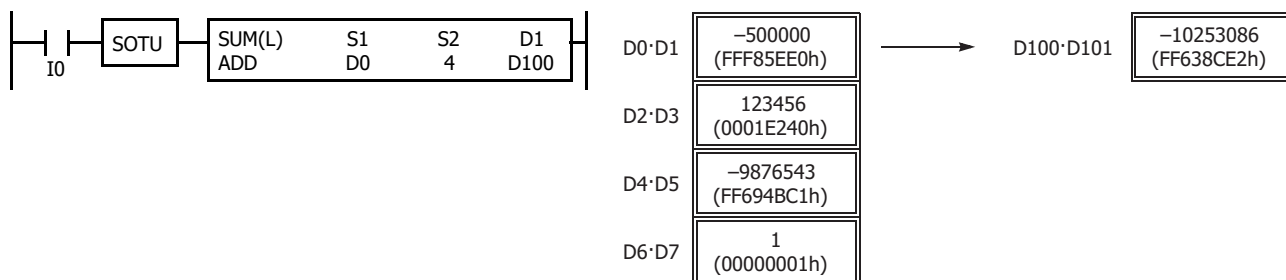 I0
SOTU
SUM(L) S1 S2 D1
ADD D0 4 D100
D0·D1
–500000
(FFF85EE0h)
D100·D101
–10253086
(FF638CE2h)
D2·D3
123456
(0001E240h)
D4·D5
–9876543
(FF694BC1h)
D6·D7
1
(00000001h)